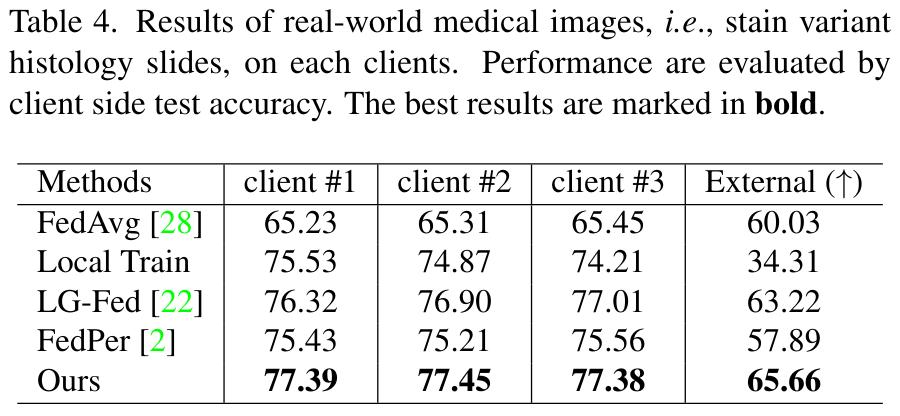 Table 4. Results of real-world medical images, i.e., stain variant
histology slides, on each clients. Performance are evaluated by
client side test accuracy. The best results are marked in bold.
Methods client #1 client #2 client #3 External (↑)
FedAvg [28] 65.23 65.31 65.45 60.03
Local Train 75.53 74.87 74.21 34.31
LG-Fed [22] 76.32 76.90 77.01 63.22
FedPer [2] 75.43 75.21 75.56 57.89
Ours 77.39 77.45 77.38 65.66